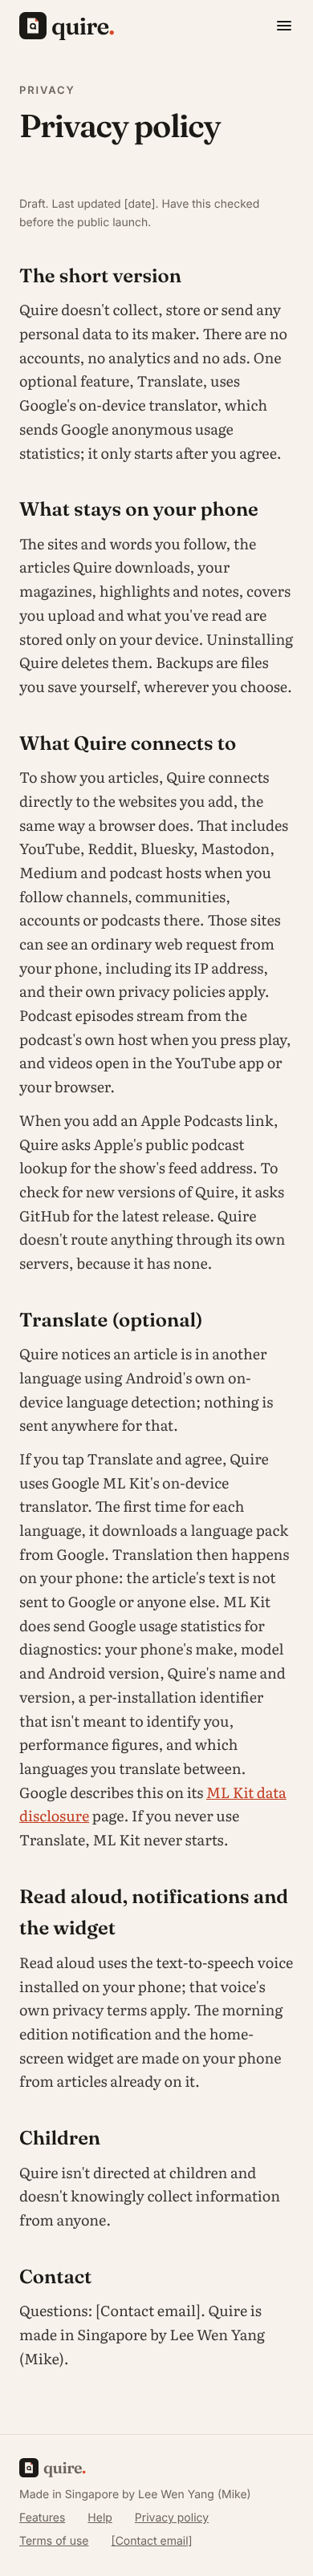 quire.
PRIVACY
Privacy policy
Draft. Last updated [date]. Have this checked
before the public launch.
The short version
Quire doesn't collect, store or send any
personal data to its maker. There are no
accounts, no analytics and no ads. One
optional feature, Translate, uses
Google's on-device translator, which
sends Google anonymous usage
statistics; it only starts after you agree.
What stays on your phone
The sites and words you follow, the
articles Quire downloads, your
magazines, highlights and notes, covers
you upload and what you've read are
stored only on your device. Uninstalling
Quire deletes them. Backups are files
you save yourself, wherever you choose.
What Quire connects to
To show you articles, Quire connects
directly to the websites you add, the
same way a browser does. That includes
YouTube, Reddit, Bluesky, Mastodon,
Medium and podcast hosts when you
follow channels, communities,
accounts or podcasts there. Those sites
can see an ordinary web request from
your phone, including its IP address,
and their own privacy policies apply.
Podcast episodes stream from the
podcast's own host when you press play,
and videos open in the YouTube app or
your browser.
When you add an Apple Podcasts link,
Quire asks Apple's public podcast
lookup for the show's feed address. To
check for new versions of Quire, it asks
GitHub for the latest release. Quire
doesn't route anything through its own
servers, because it has none.
Translate (optional)
Quire notices an article is in another
language using Android's own on-
device language detection; nothing is
sent anywhere for that.
If you tap Translate and agree, Quire
uses Google ML Kit's on-device
translator. The first time for each
language, it downloads a language pack
from Google. Translation then happens
on your phone: the article's text is not
sent to Google or anyone else. ML Kit
does send Google usage statistics for
diagnostics: your phone's make, model
and Android version, Quire's name and
version, a per-installation identifier
that isn't meant to identify you,
performance figures, and which
languages you translate between.
Google describes this on its ML Kit data
disclosure page. If you never use
Translate, ML Kit never starts.
Read aloud, notifications and
the widget
Read aloud uses the text-to-speech voice
installed on your phone; that voice's
own privacy terms apply. The morning
edition notification and the home-
screen widget are made on your phone
from articles already on it.
Children
Quire isn't directed at children and
doesn't knowingly collect information
from anyone.
Contact
Questions: [Contact email]. Quire is
made in Singapore by Lee Wen Yang
(Mike).
quire.
Made in Singapore by Lee Wen Yang (Mike)
Features Help Privacy policy
Terms of use [Contact email]